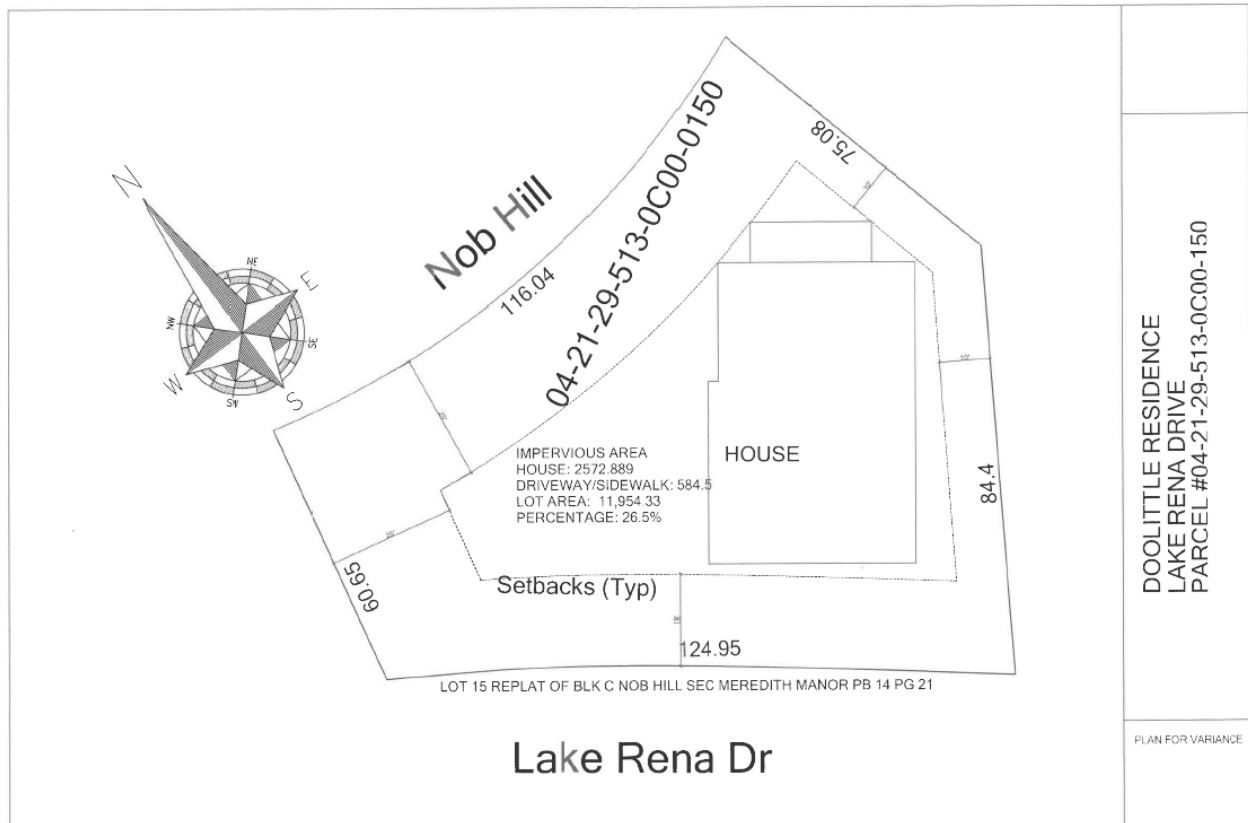 Nob Hill
116.04
04-21-29-513-0C00-0150
75.08
10'
N
NE
E
NW
SE
W
SW
S
IMPERVIOUS AREA
HOUSE: 2572.889
DRIVEWAY/SIDEWALK: 584.5
LOT AREA: 11,954.33
PERCENTAGE: 26.5%
HOUSE
10'
84.4
60.65
Setbacks (Typ)
124.95
LOT 15 REPLAT OF BLK C NOB HILL SEC MEREDITH MANOR PB 14 PG 21
Lake Rena Dr
DOOLITTLE RESIDENCE
LAKE RENA DRIVE
PARCEL #04-21-29-513-0C00-150
PLAN FOR VARIANCE